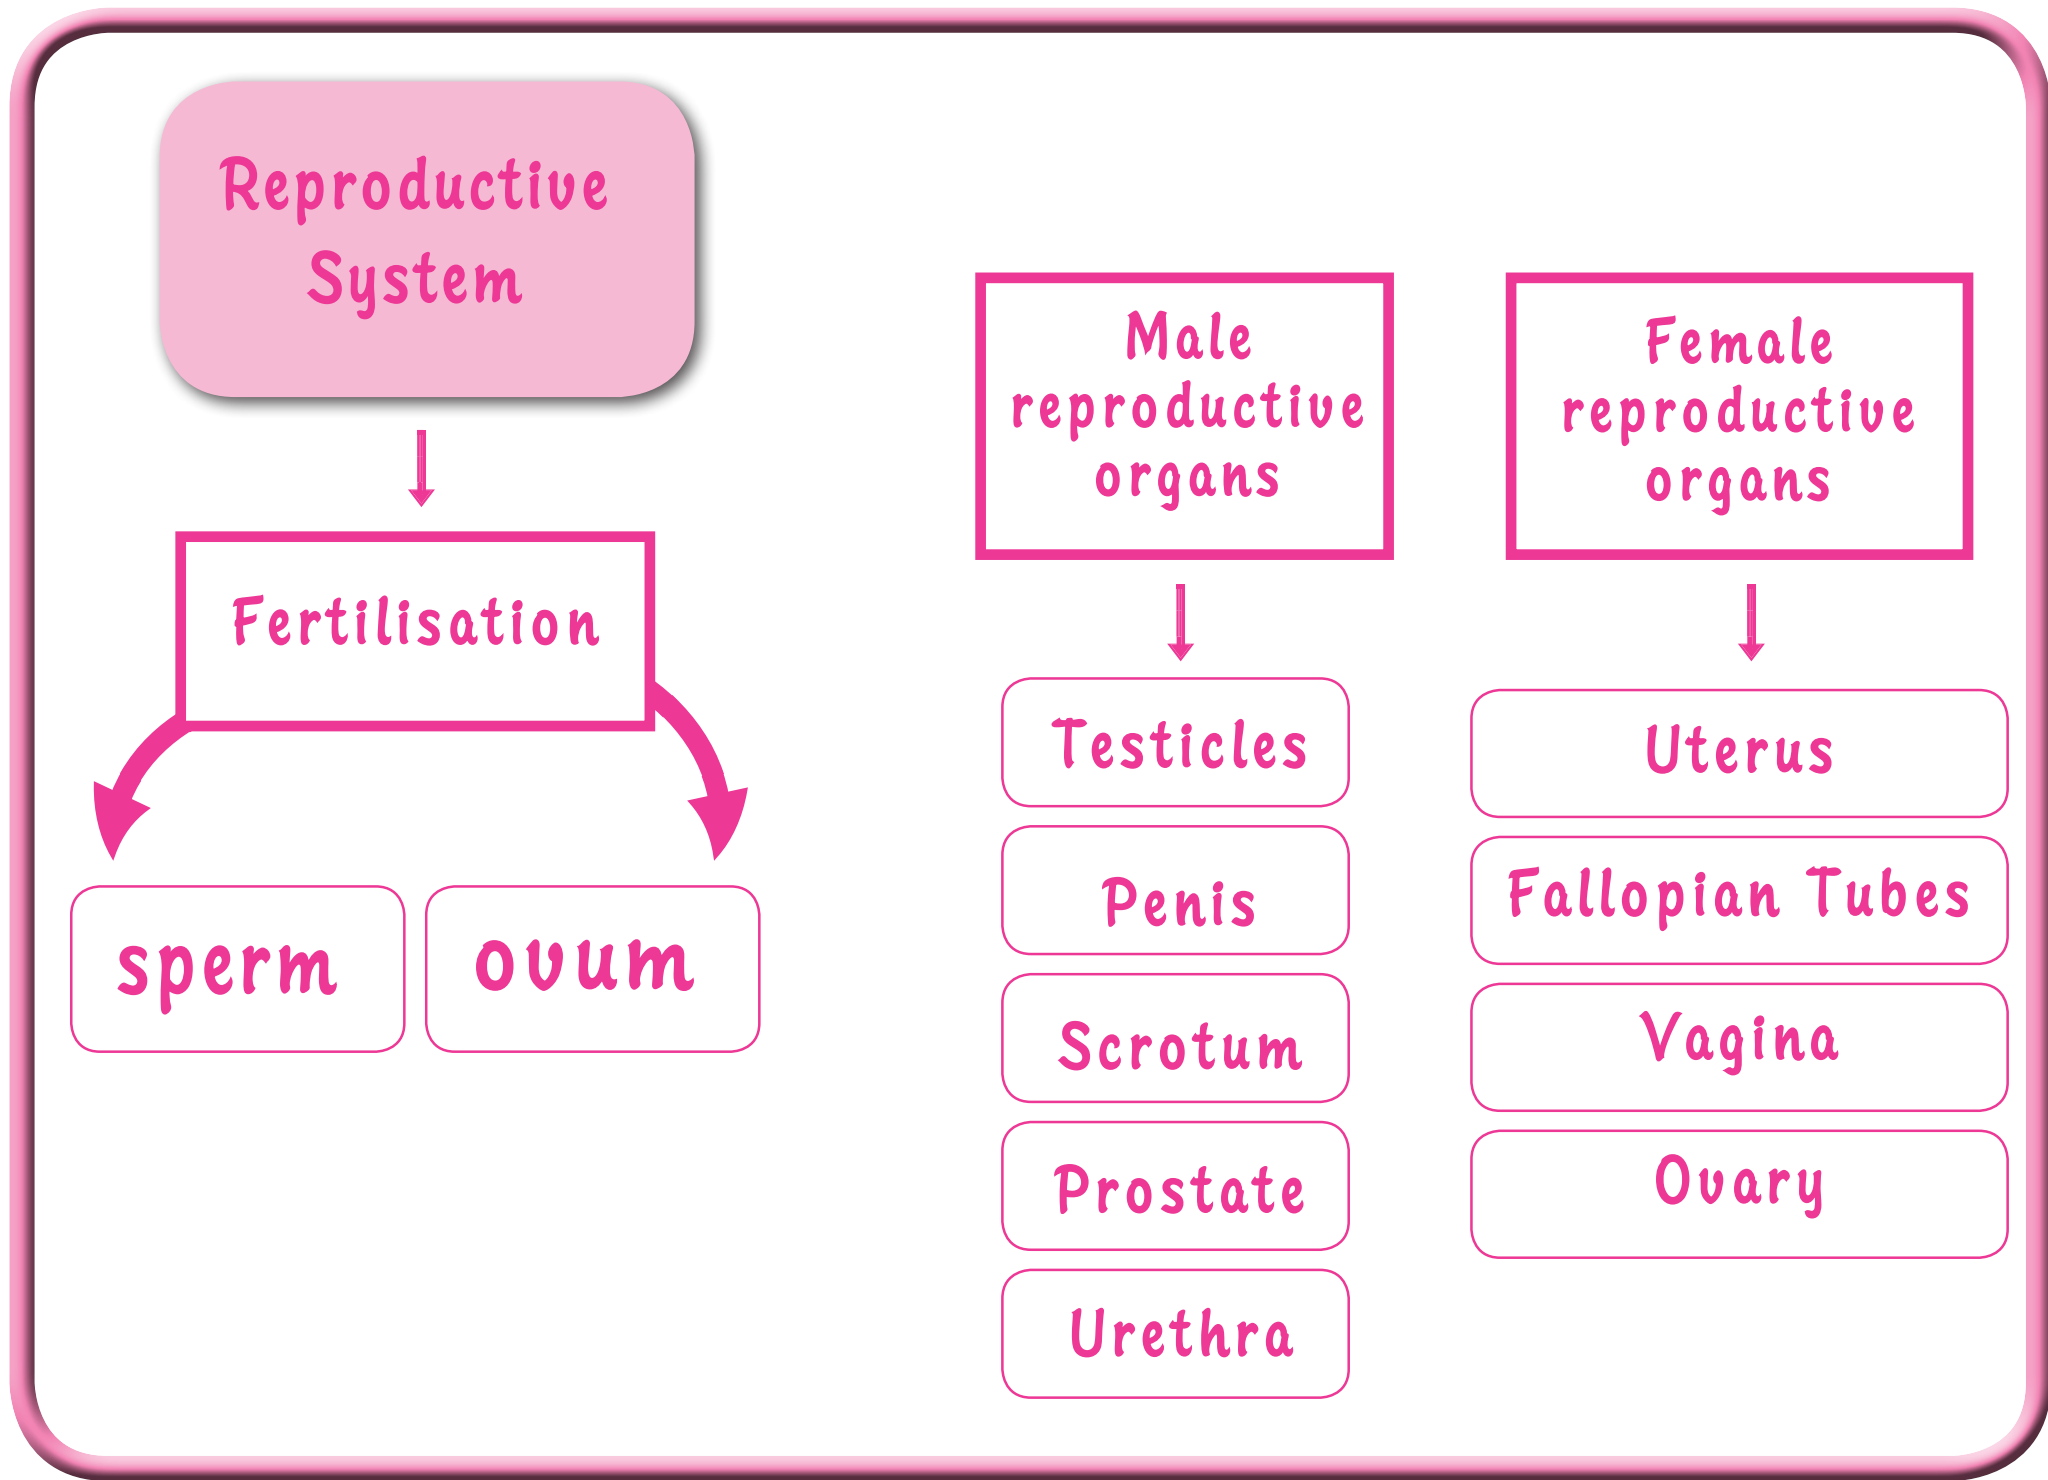 Reproductive
System
Fertilisation
sperm
ovum
Male
reproductive
organs
Testicles
Penis
Scrotum
Prostate
Urethra
Female
reproductive
organs
Uterus
Fallopian Tubes
Vagina
Ovary